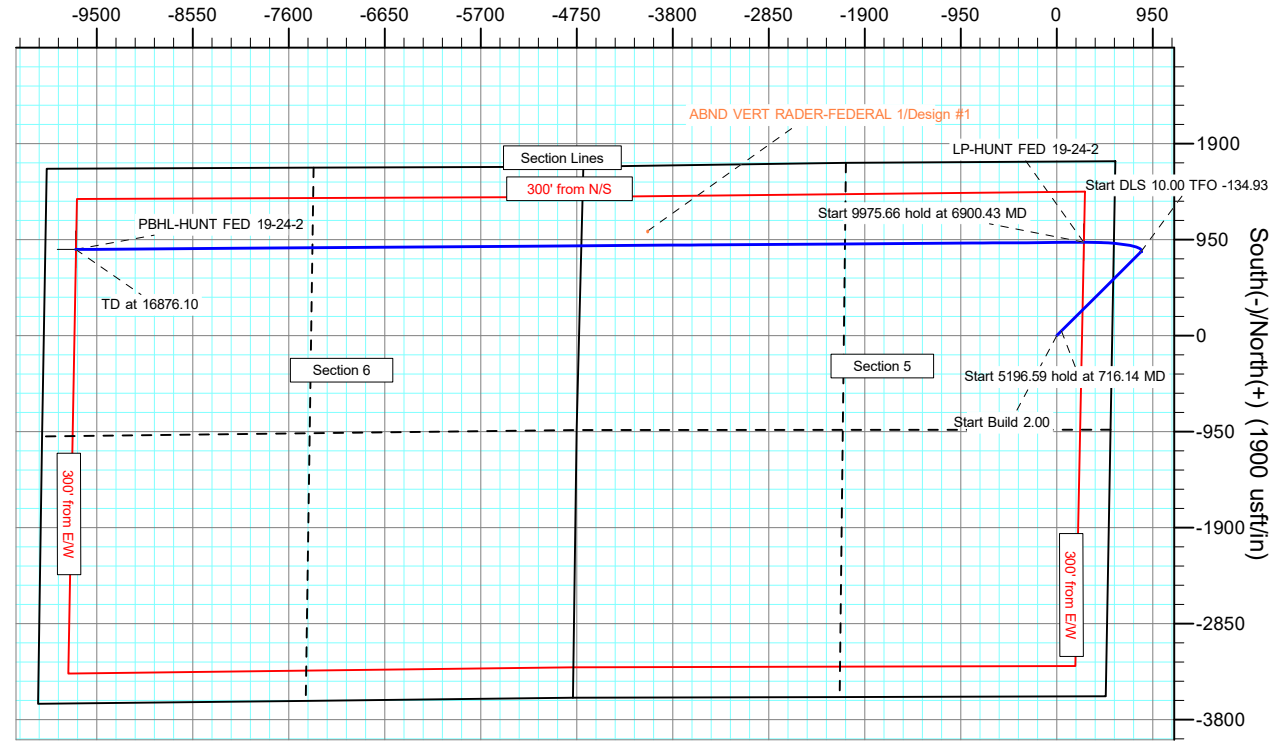 -9500 -8550 -7600 -6650 -5700 -4750 -3800 -2850 -1900 -950 0 950
ABND VERT RADER-FEDERAL 1/Design #1
1900
LP-HUNT FED 19-24-2
Section Lines
Start DLS 10.00 TFO -134.93
300' from N/S
Start 9975.66 hold at 6900.43 MD
PBHL-HUNT FED 19-24-2
950
TD at 16876.10
0
Section 6
Section 5
Start 5196.59 hold at 716.14 MD
Start Build 2.00
-950
300' from E/W
-1900
300' from E/W
-2850
-3800
South(-)/North(+) (1900 usft/in)